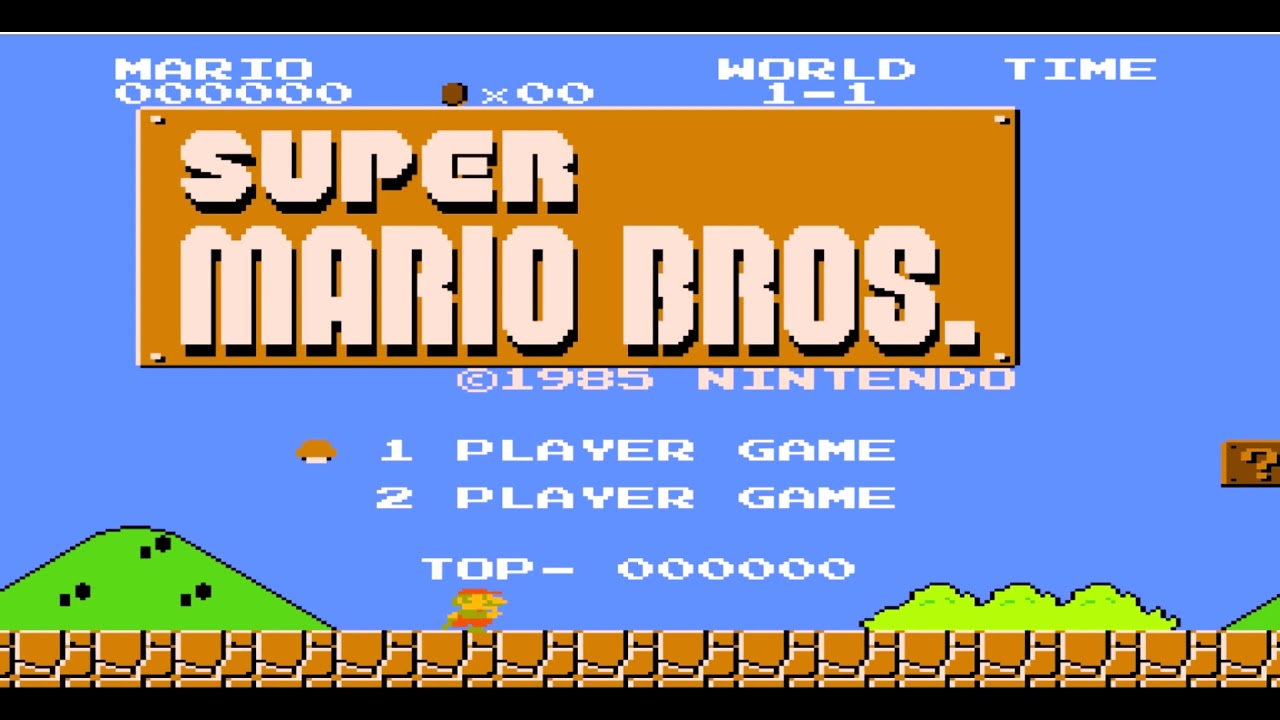 MARIO WORLD TIME
000000 ×00 1-1
SUPER
MARIO BROS.
©1985 NINTENDO
1 PLAYER GAME
2 PLAYER GAME
TOP- 000000
?